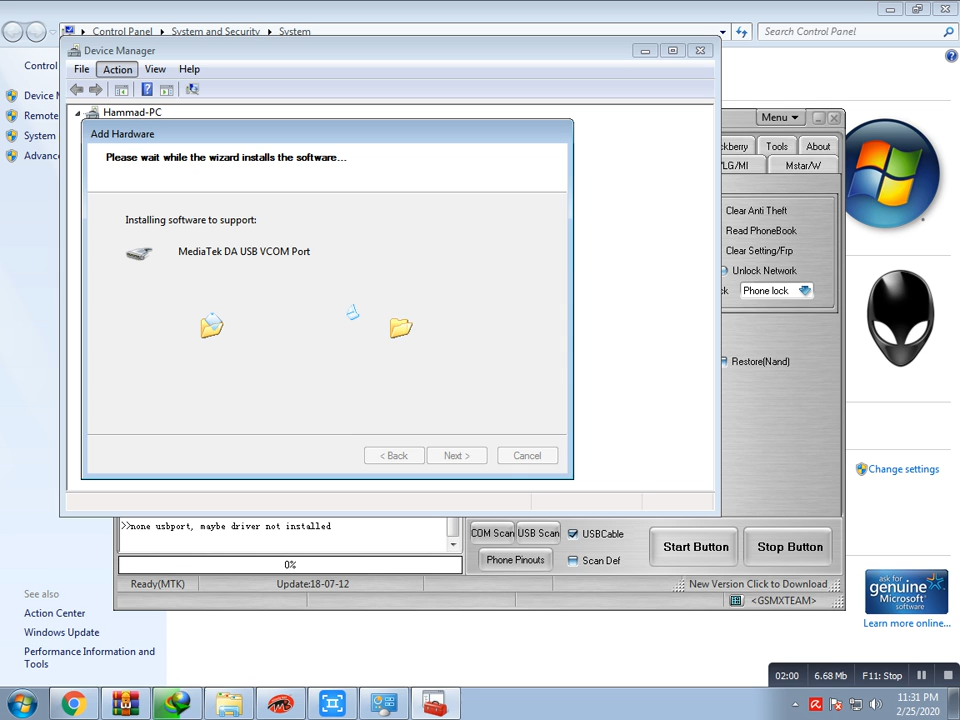 Control Panel
System and Security
System
Search Control Panel
Device Manager
File
Action
View
Help
Control
Device M
Remote
System
Advanc
Hammad-PC
Add Hardware
Please wait while the wizard installs the software...
Installing software to support:
MediaTek DA USB VCOM Port
< Back
Next >
Cancel
Menu
ckberry
Tools
About
/LG/MI
Mstar/W
Clear Anti Theft
Read PhoneBook
Clear Setting/Frp
Unlock Network
Phone lock
Restore(Nand)
Change settings
>>none usbport, maybe driver not installed
COM Scan
USB Scan
USBCable
Start Button
Stop Button
Phone Pinouts
Scan Def
0%
Ready(MTK)
Update:18-07-12
New Version Click to Download
<GSMXTEAM>
See also
Action Center
Windows Update
Performance Information and
Tools
ask for
genuine
Microsoft
software
Learn more online...
02:00
6.68 Mb
F11: Stop
11:31 PM
2/25/2020